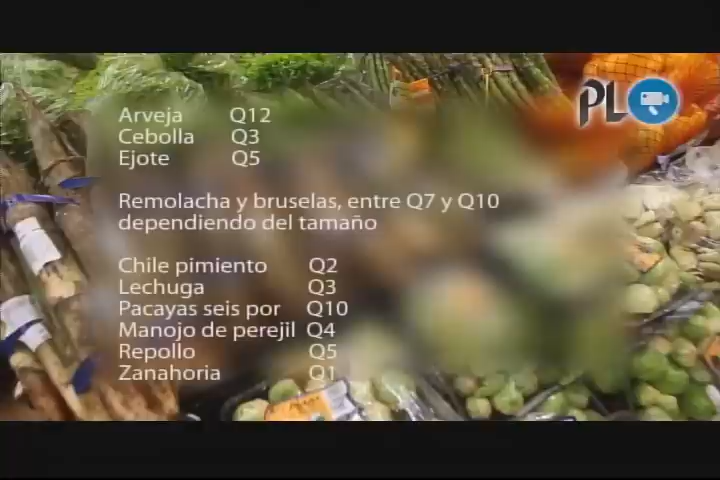 PL
Arveja Q12
Cebolla Q3
Ejote Q5
Remolacha y bruselas, entre Q7 y Q10
dependiendo del tamaño
Chile pimiento Q2
Lechuga Q3
Pacayas seis por Q10
Manojo de perejil Q4
Repollo Q5
Zanahoria Q1